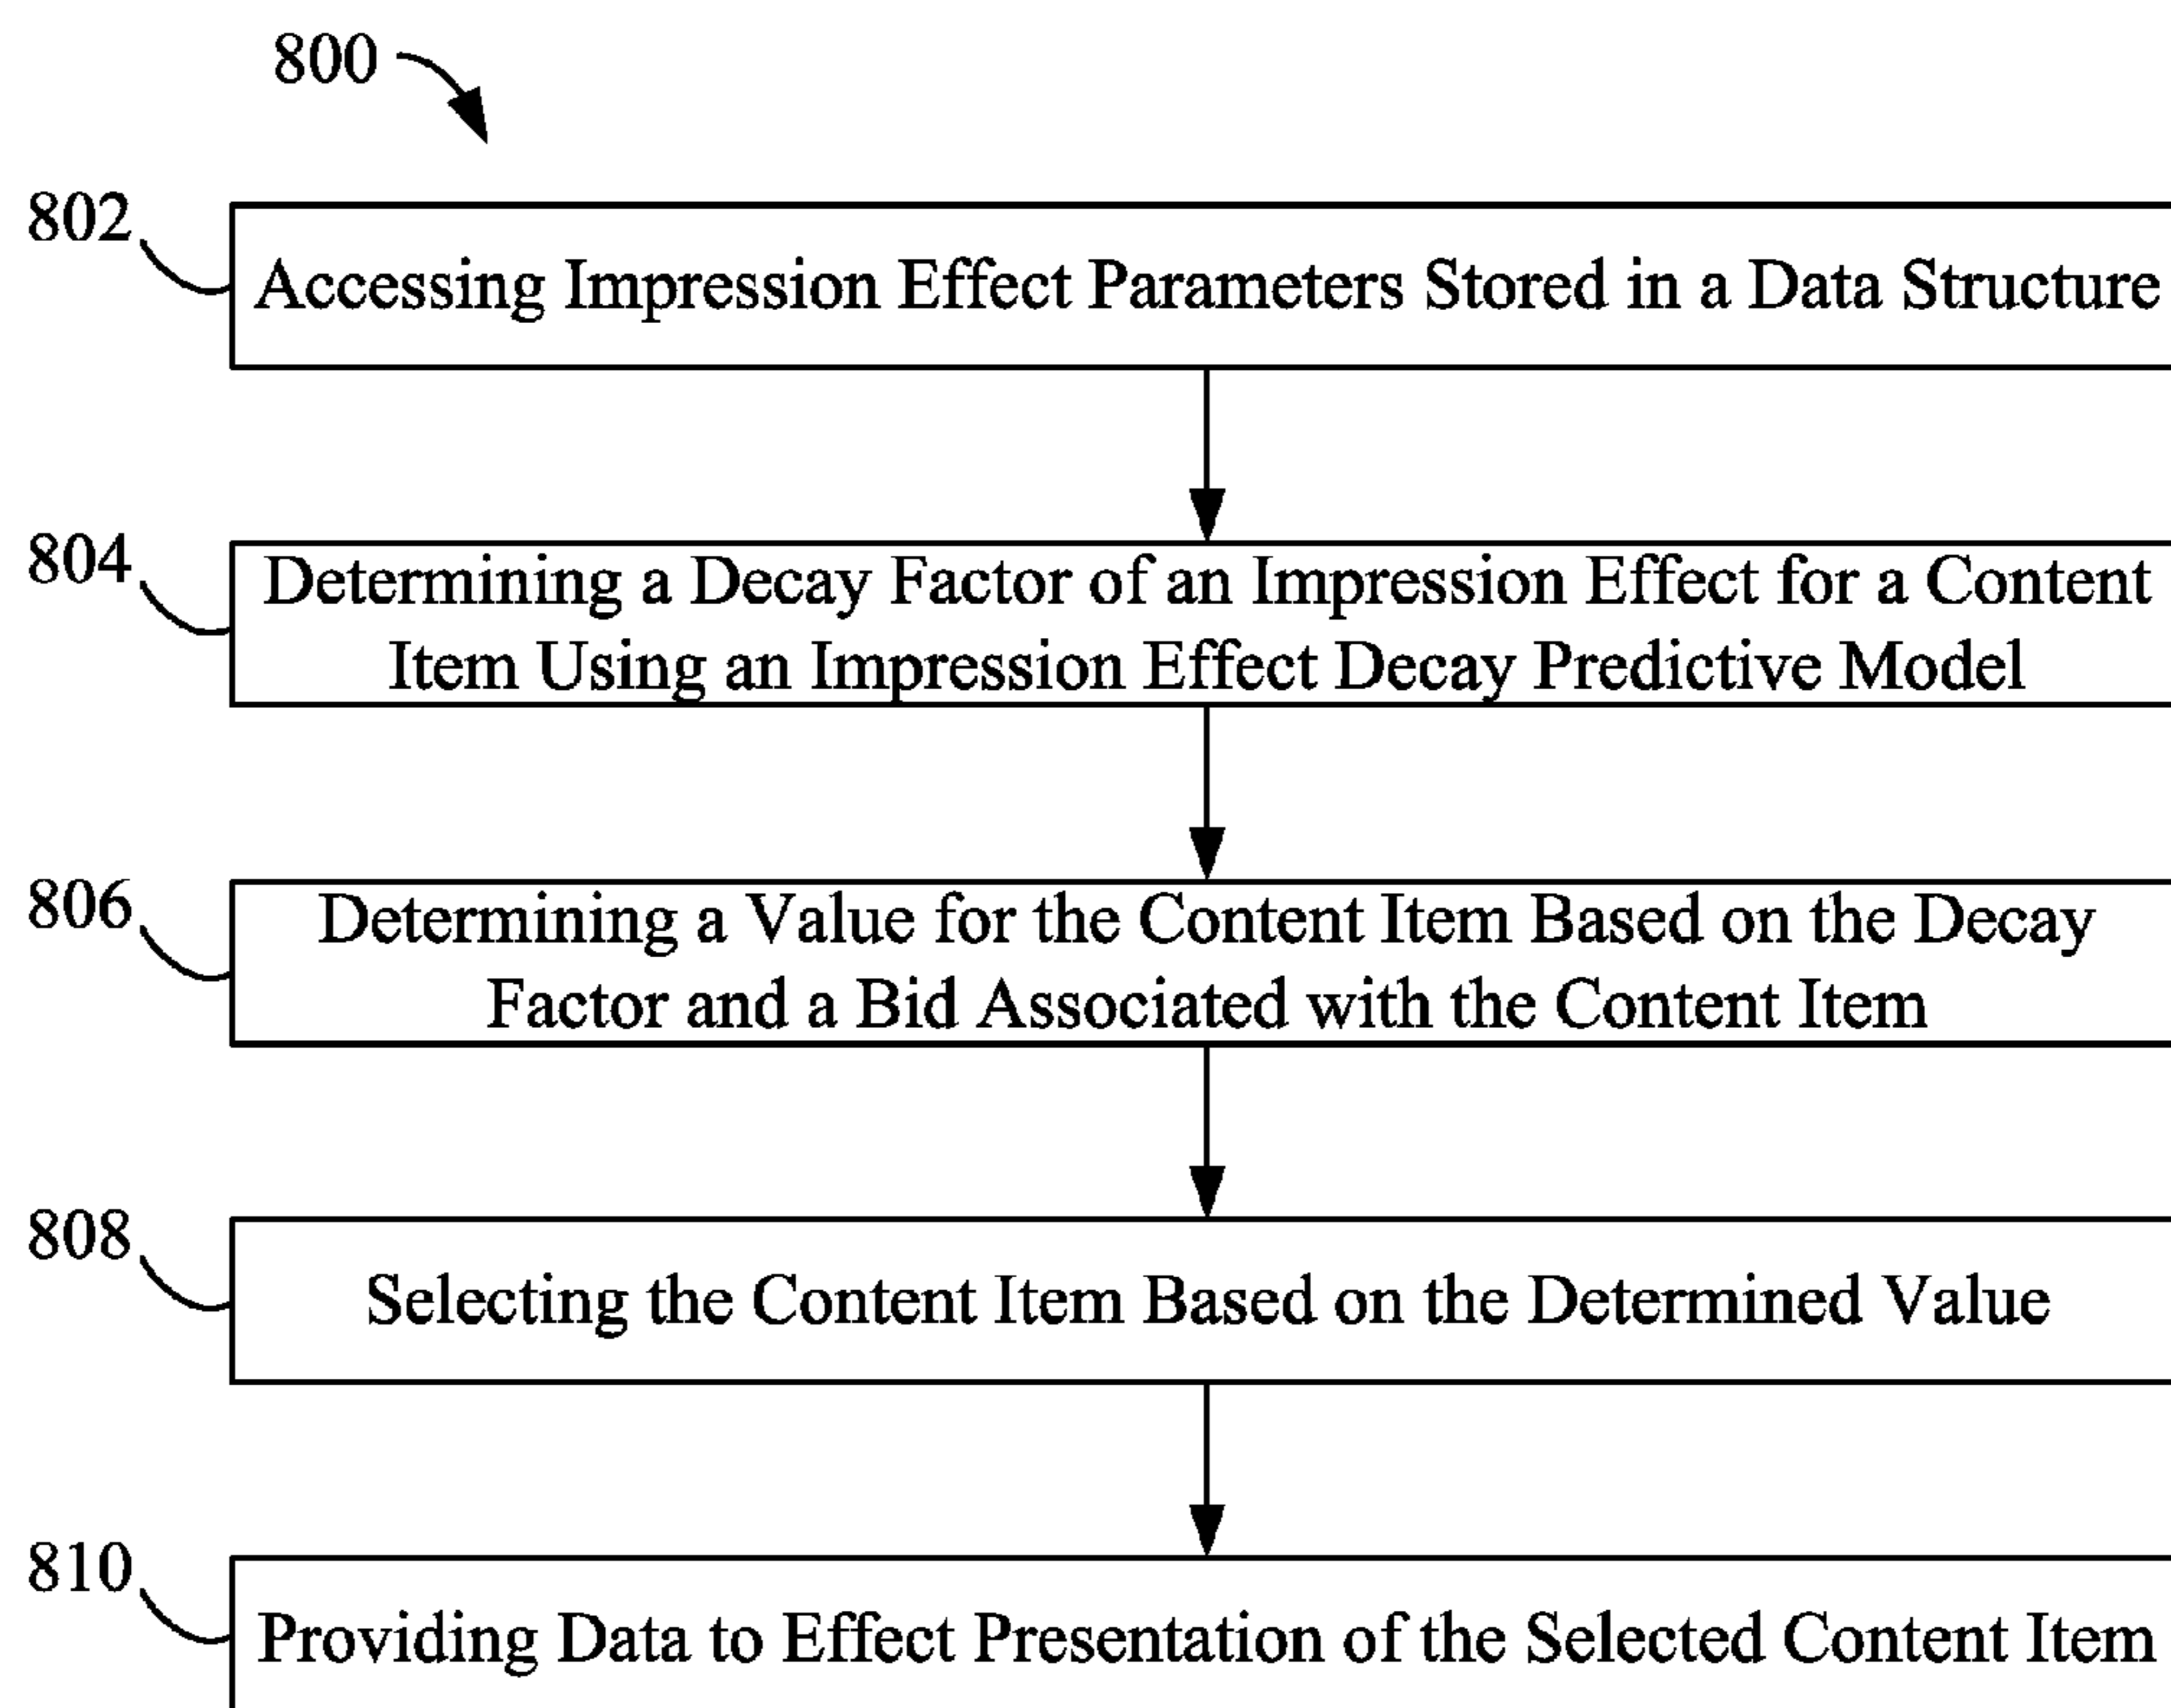 800
802
Accessing Impression Effect Parameters Stored in a Data Structure
804
Determining a Decay Factor of an Impression Effect for a Content
Item Using an Impression Effect Decay Predictive Model
806
Determining a Value for the Content Item Based on the Decay
Factor and a Bid Associated with the Content Item
808
Selecting the Content Item Based on the Determined Value
810
Providing Data to Effect Presentation of the Selected Content Item